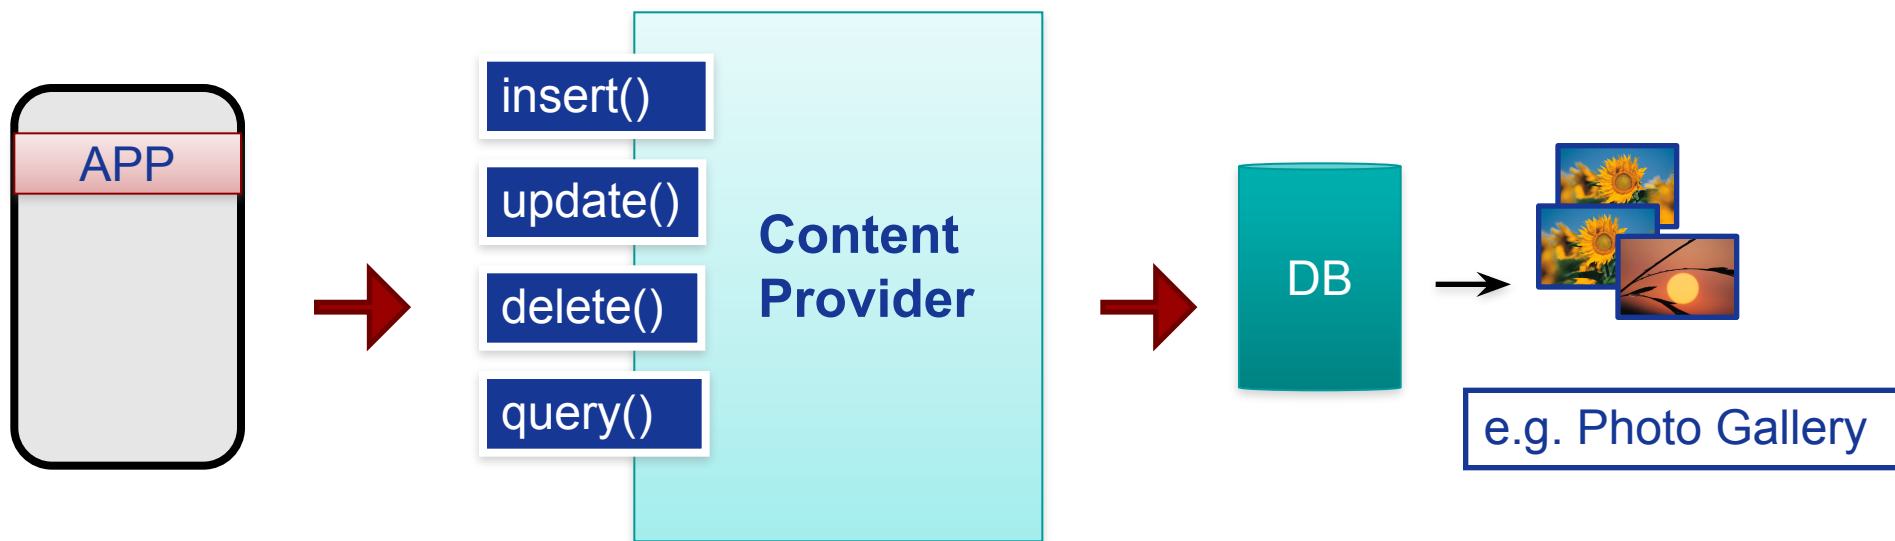 APP
insert()
update()
delete()
query()
Content
Provider
DB
e.g. Photo Gallery